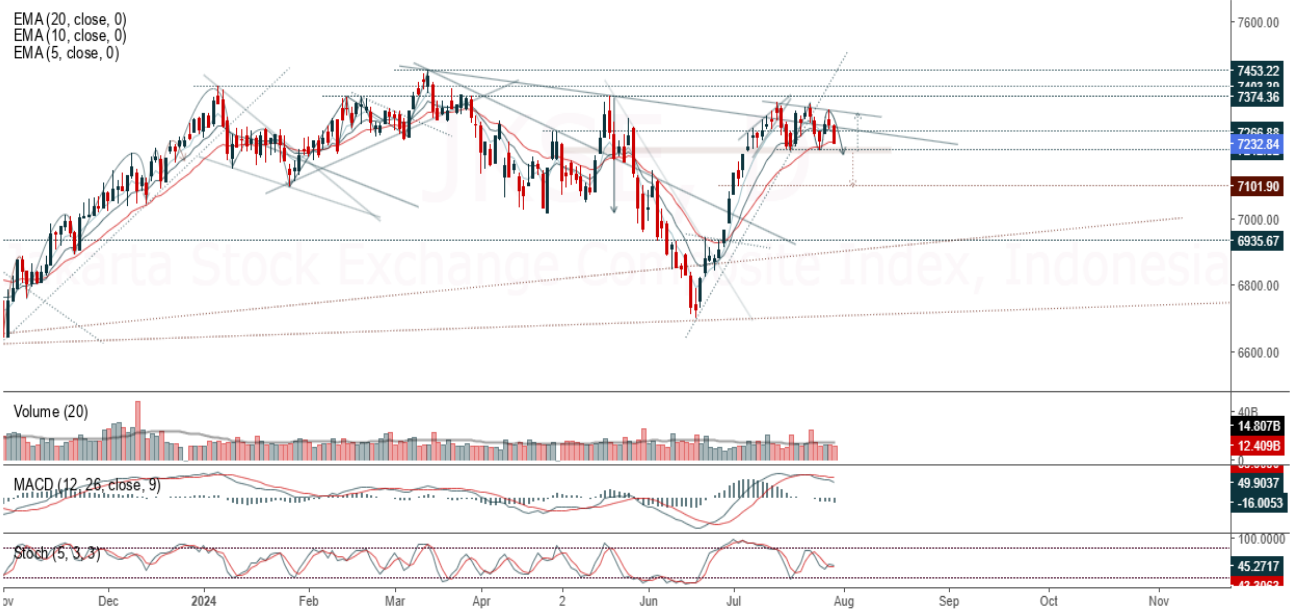 EMA (20, close, 0)
EMA (10, close, 0)
EMA (5, close, 0)
7600.00
7453.22
7374.36
7266.88
7232.84
7101.90
7000.00
6935.67
arta Stock Exchange Composite Index, Indonesia
6800.00
6600.00
Volume (20)
40B
14.807B
12.409B
0
MACD (12, 26, close, 9)
49.9037
-16.0053
Stoch (5, 3, 3)
100.0000
45.2717
ov Dec 2024 Feb Mar Apr 2 Jun Jul Aug Sep Oct Nov